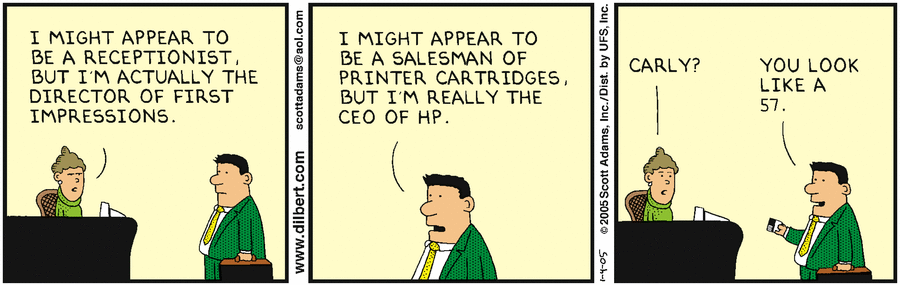 I MIGHT APPEAR TO
BE A RECEPTIONIST,
BUT I'M ACTUALLY THE
DIRECTOR OF FIRST
IMPRESSIONS.
www.dilbert.com scottadams@aol.com
I MIGHT APPEAR TO
BE A SALESMAN OF
PRINTER CARTRIDGES,
BUT I'M REALLY THE
CEO OF HP.
1-4-05 © 2005 Scott Adams, Inc./Dist. by UFS, Inc.
CARLY?
YOU LOOK
LIKE A
57.